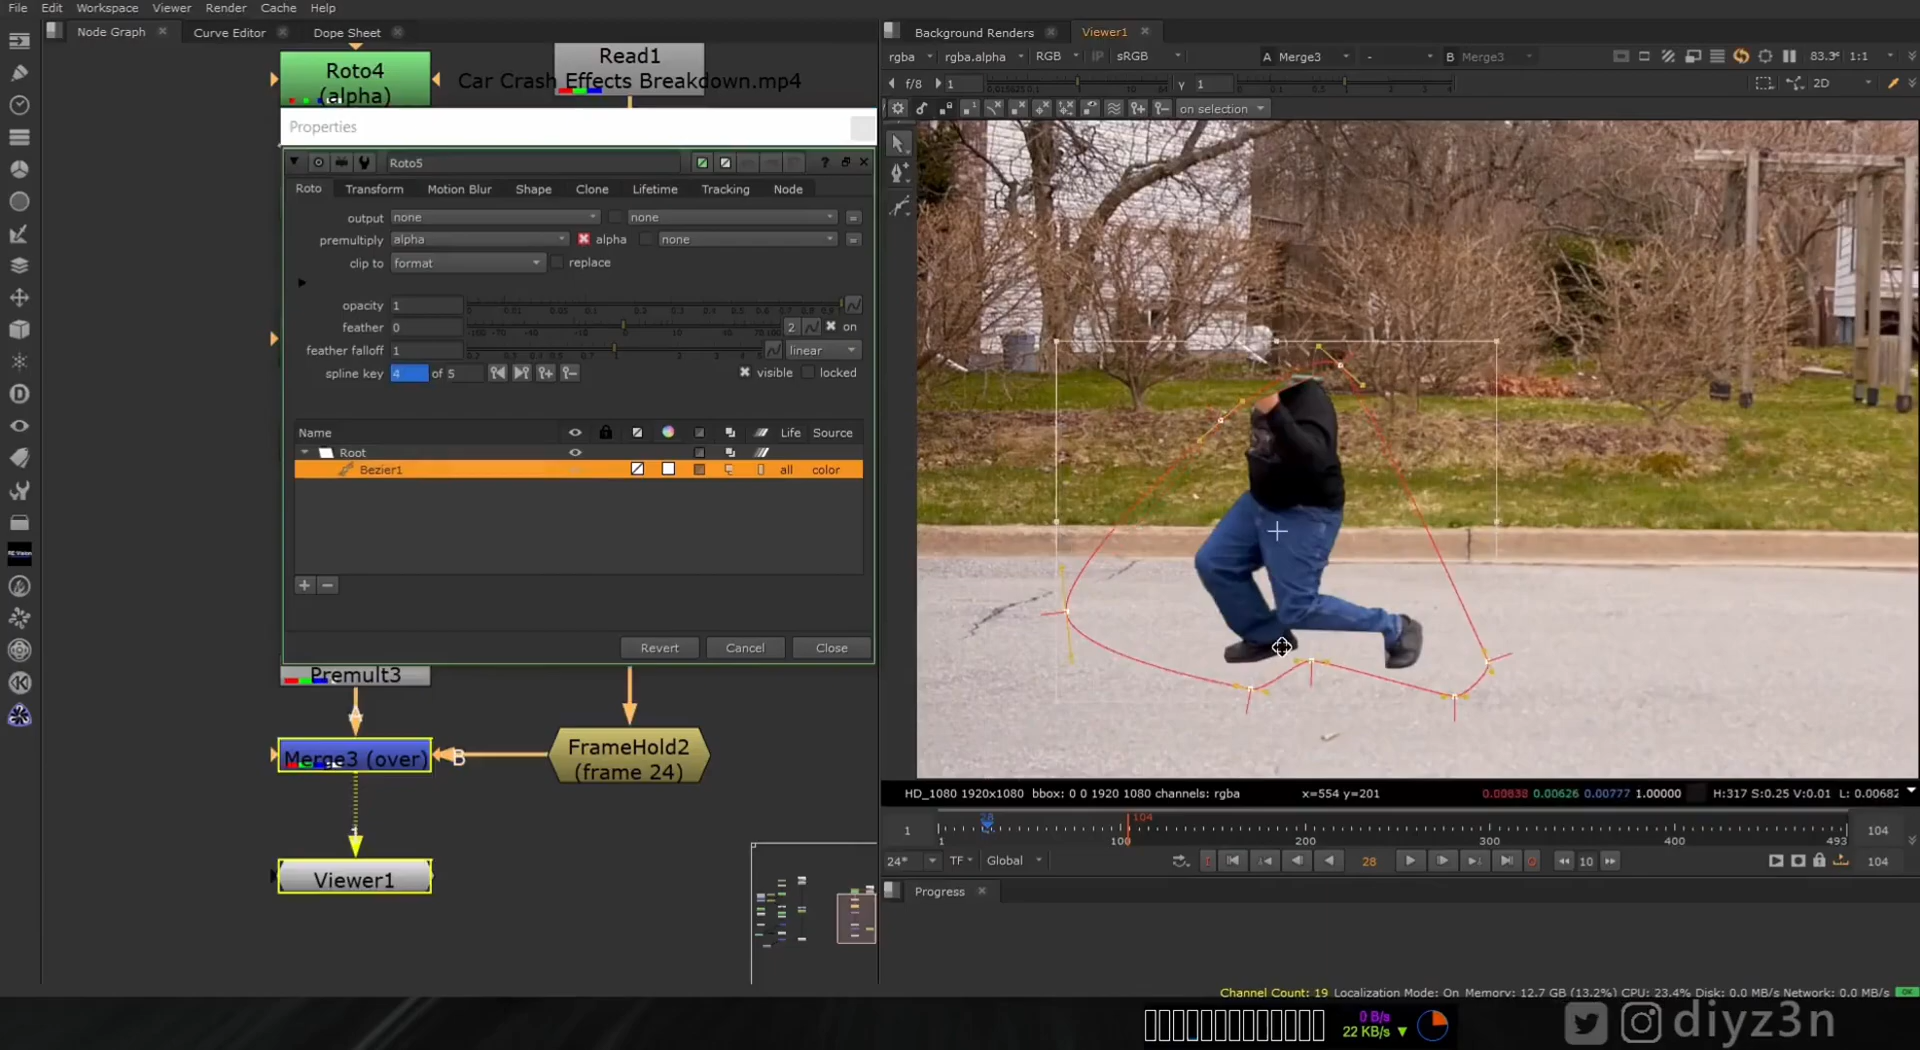 File Edit Workspace Viewer Render Cache Help
Node Graph Curve Editor Dope Sheet
Roto4
(alpha)
Read1
Car Crash Effects Breakdown.mp4
Properties
Roto5
Roto Transform Motion Blur Shape Clone Lifetime Tracking Node
output none none
premultiply alpha alpha none
clip to format replace
opacity 1
feather 0 2 on
feather falloff 1 linear
spline key 4 of 5 visible locked
Name Life Source
Root
Bezier1 all color
Revert Cancel Close
Premult3
A
Merge3 (over)
B
FrameHold2
(frame 24)
1
Viewer1
Background Renders Viewer1
rgba rgba.alpha RGB IP sRGB A Merge3 - B Merge3 83.3% 1:1
f/8 1 γ 1 2D
on selection
HD_1080 1920x1080 bbox: 0 0 1920 1080 channels: rgba x=554 y=201 0.00838 0.00626 0.00777 1.00000 H:317 S:0.25 V:0.01 L: 0.00682
28 104
1 104
1 100 200 300 400 493
24* TF Global 28 10 104
Progress
Channel Count: 19 Localization Mode: On Memory: 12.7 GB (13.2%) CPU: 23.4% Disk: 0.0 MB/s Network: 0.0 MB/s OK
0 B/s
22 KB/s
diyz3n